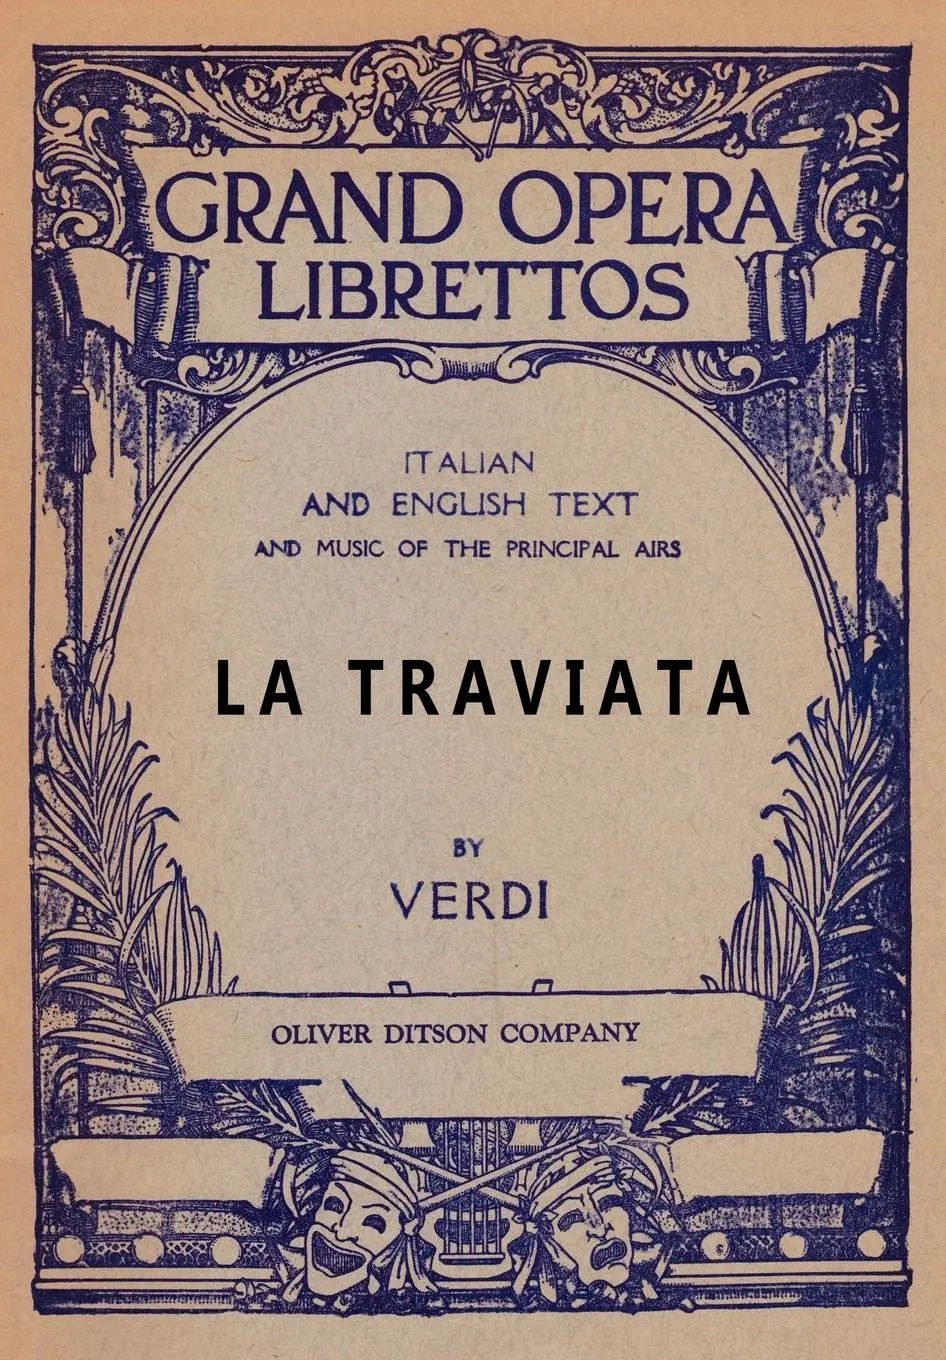 GRAND OPERA
LIBRETTOS
ITALIAN
AND ENGLISH TEXT
AND MUSIC OF THE PRINCIPAL AIRS
LA TRAVIATA
BY
VERDI
OLIVER DITSON COMPANY